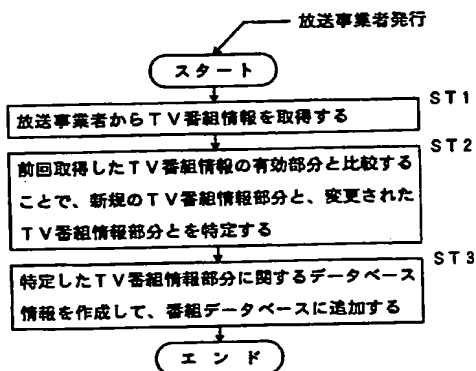 放送事業者発行
スタート
ST1
放送事業者からTV番組情報を取得する
ST2
前回取得したTV番組情報の有効部分と比較する
ことで、新規のTV番組情報部分と、変更された
TV番組情報部分とを特定する
ST3
特定したTV番組情報部分に関するデータベース
情報を作成して、番組データベースに追加する
エンド